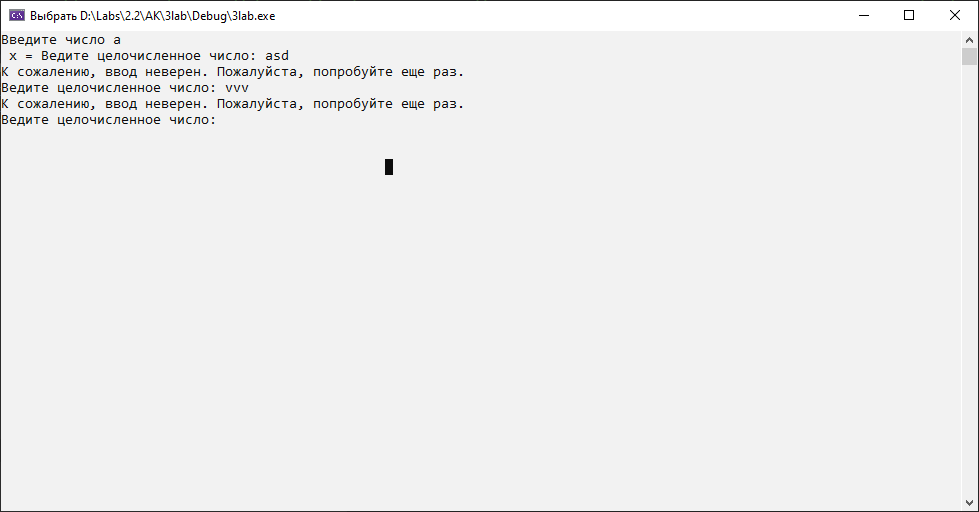 Выбрать D:\Labs\2.2\AK\3lab\Debug\3lab.exe
Введите число a
 x = Ведите целочисленное число: asd
К сожалению, ввод неверен. Пожалуйста, попробуйте еще раз.
Ведите целочисленное число: vvv
К сожалению, ввод неверен. Пожалуйста, попробуйте еще раз.
Ведите целочисленное число: